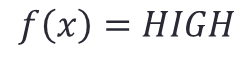 f(x) = HIGH